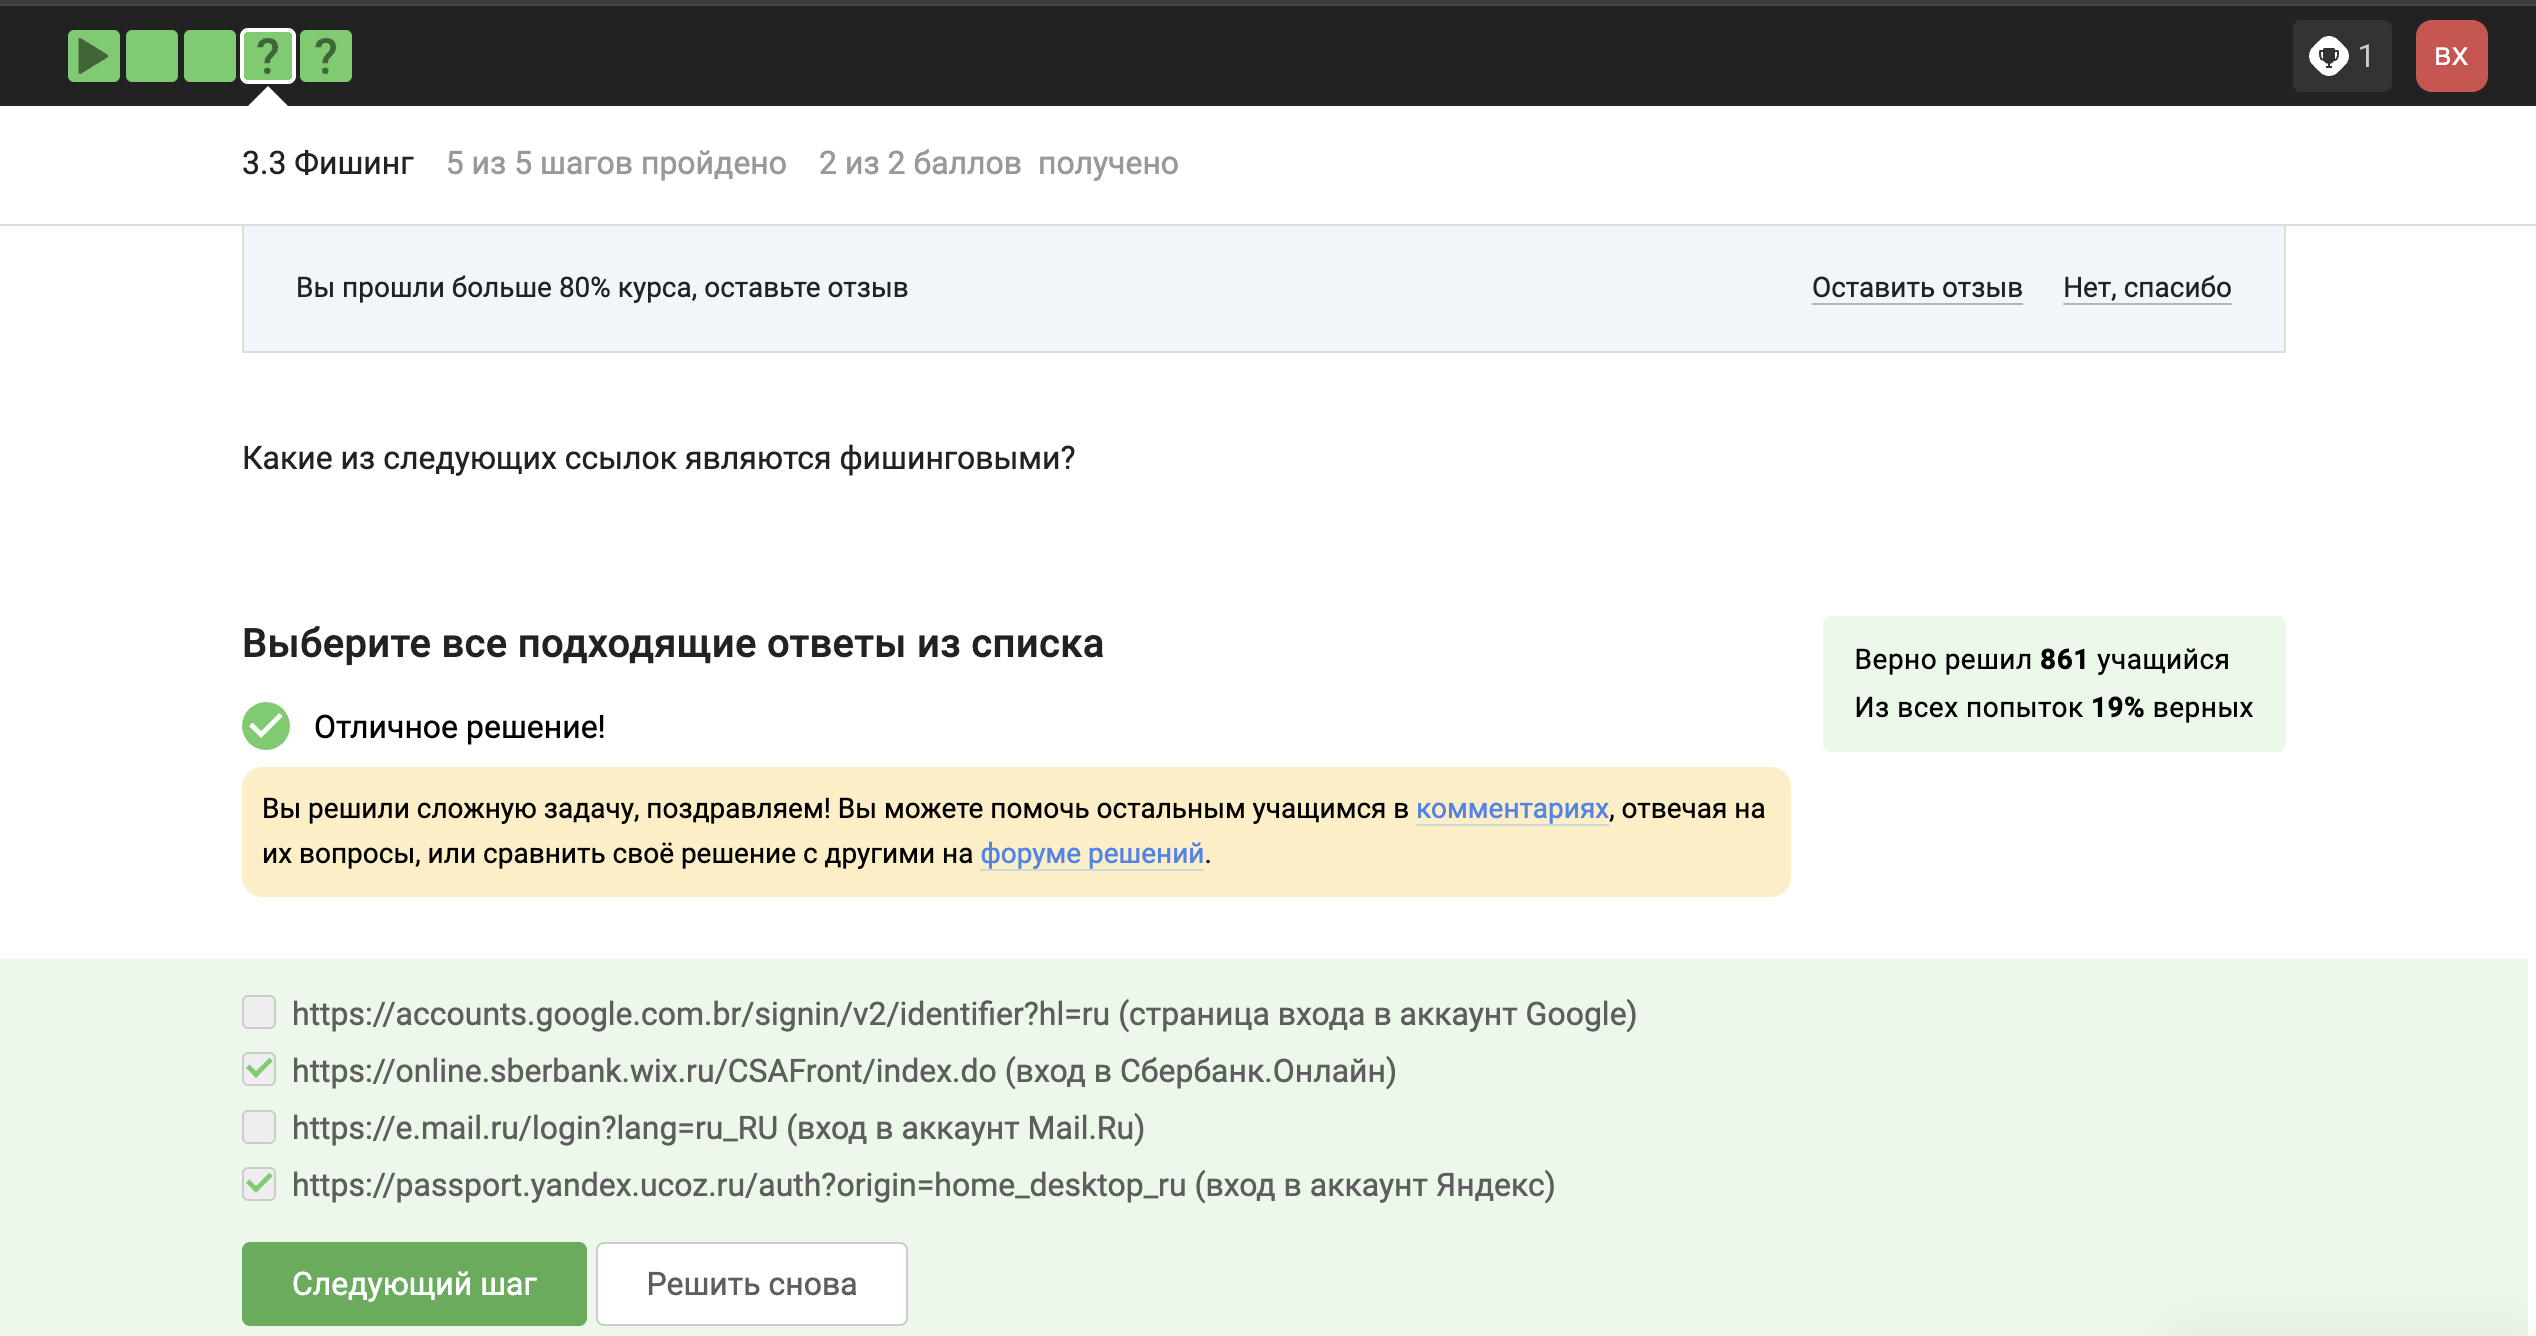 ? ?
1
ВХ
3.3 Фишинг 5 из 5 шагов пройдено 2 из 2 баллов получено
Вы прошли больше 80% курса, оставьте отзыв
Оставить отзыв Нет, спасибо
Какие из следующих ссылок являются фишинговыми?
Выберите все подходящие ответы из списка
Верно решил 861 учащийся
Из всех попыток 19% верных
Отличное решение!
Вы решили сложную задачу, поздравляем! Вы можете помочь остальным учащимся в комментариях, отвечая на
их вопросы, или сравнить своё решение с другими на форуме решений.
https://accounts.google.com.br/signin/v2/identifier?hl=ru (страница входа в аккаунт Google)
https://online.sberbank.wix.ru/CSAFront/index.do (вход в Сбербанк.Онлайн)
https://e.mail.ru/login?lang=ru_RU (вход в аккаунт Mail.Ru)
https://passport.yandex.ucoz.ru/auth?origin=home_desktop_ru (вход в аккаунт Яндекс)
Следующий шаг Решить снова